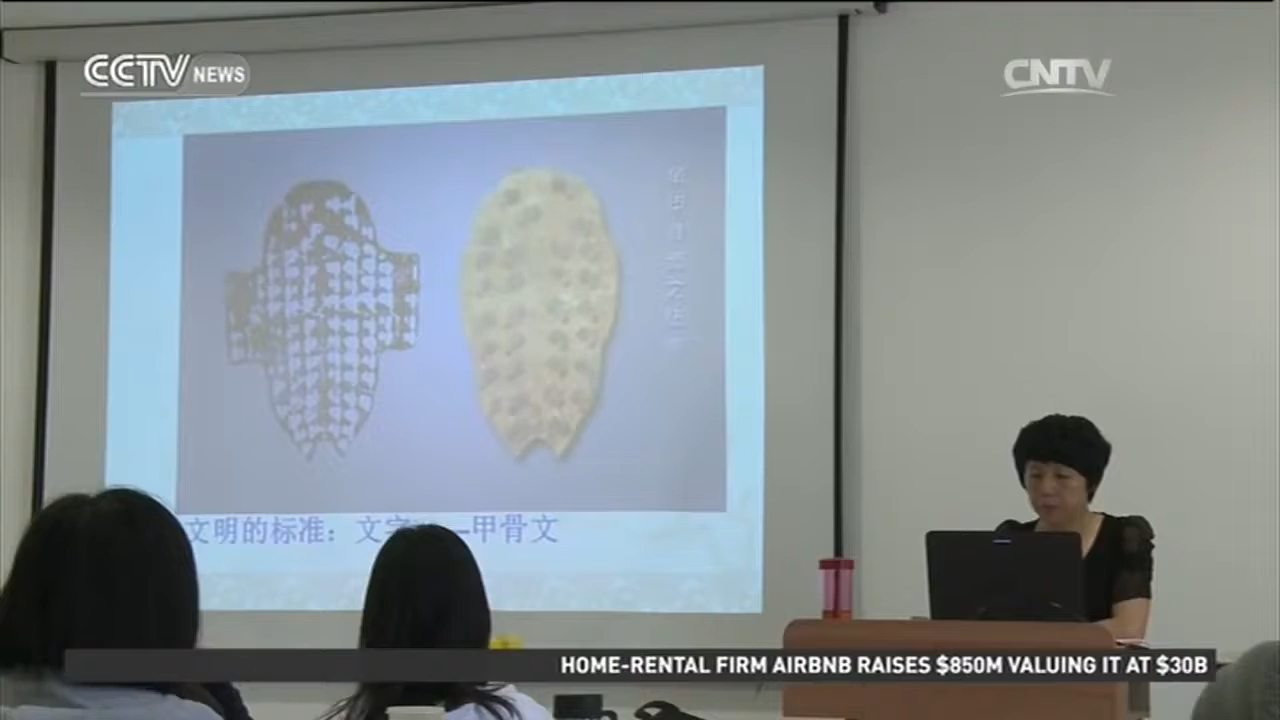 CCTV NEWS
CNTV
文明的标准：文字 甲骨文
HOME-RENTAL FIRM AIRBNB RAISES $850M VALUING IT AT $30B